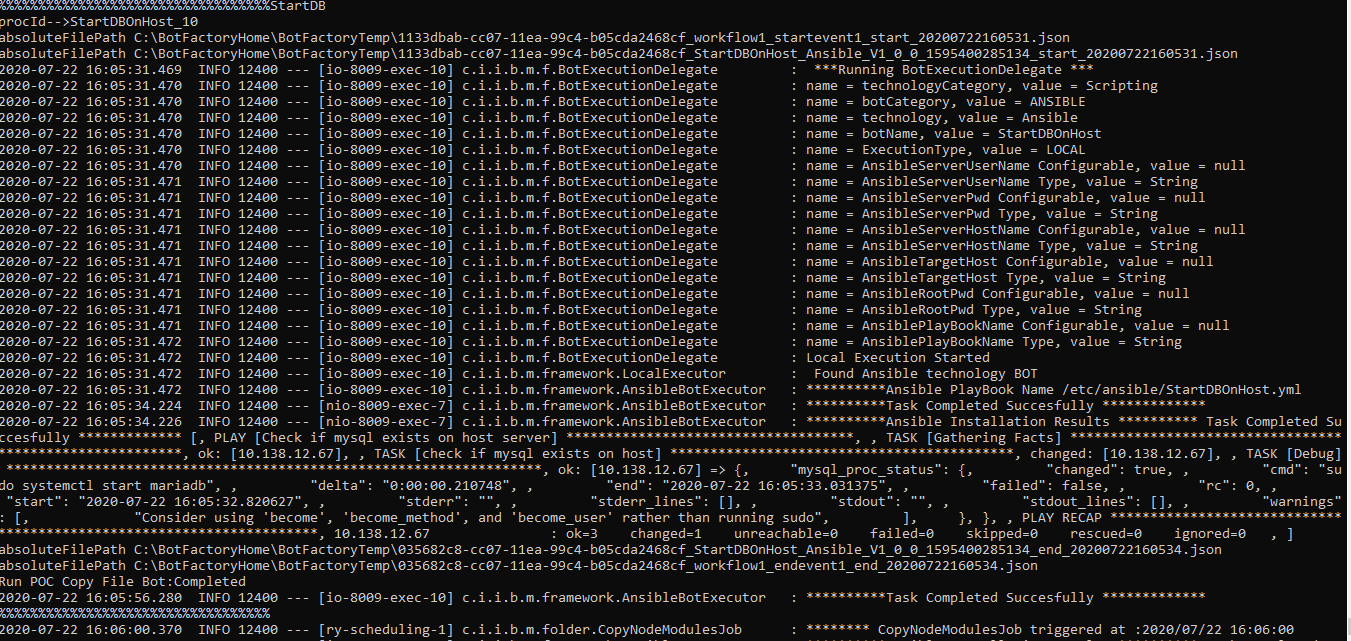 %%%%%%%%%%%%%%%%%%%%%%%%%%%%%%%%%%StartDB
procId-->StartDBOnHost_10
absoluteFilePath C:\BotFactoryHome\BotFactoryTemp\1133dbab-cc07-11ea-99c4-b05cda2468cf_workflow1_startevent1_start_20200722160531.json
absoluteFilePath C:\BotFactoryHome\BotFactoryTemp\1133dbab-cc07-11ea-99c4-b05cda2468cf_StartDBOnHost_Ansible_V1_0_0_1595400285134_start_20200722160531.json
2020-07-22 16:05:31.469  INFO 12400 --- [io-8009-exec-10] c.i.i.b.m.f.BotExecutionDelegate         :  ***Running BotExecutionDelegate ***
2020-07-22 16:05:31.470  INFO 12400 --- [io-8009-exec-10] c.i.i.b.m.f.BotExecutionDelegate         : name = technologyCategory, value = Scripting
2020-07-22 16:05:31.470  INFO 12400 --- [io-8009-exec-10] c.i.i.b.m.f.BotExecutionDelegate         : name = botCategory, value = ANSIBLE
2020-07-22 16:05:31.470  INFO 12400 --- [io-8009-exec-10] c.i.i.b.m.f.BotExecutionDelegate         : name = technology, value = Ansible
2020-07-22 16:05:31.470  INFO 12400 --- [io-8009-exec-10] c.i.i.b.m.f.BotExecutionDelegate         : name = botName, value = StartDBOnHost
2020-07-22 16:05:31.470  INFO 12400 --- [io-8009-exec-10] c.i.i.b.m.f.BotExecutionDelegate         : name = ExecutionType, value = LOCAL
2020-07-22 16:05:31.470  INFO 12400 --- [io-8009-exec-10] c.i.i.b.m.f.BotExecutionDelegate         : name = AnsibleServerUserName Configurable, value = null
2020-07-22 16:05:31.471  INFO 12400 --- [io-8009-exec-10] c.i.i.b.m.f.BotExecutionDelegate         : name = AnsibleServerUserName Type, value = String
2020-07-22 16:05:31.471  INFO 12400 --- [io-8009-exec-10] c.i.i.b.m.f.BotExecutionDelegate         : name = AnsibleServerPwd Configurable, value = null
2020-07-22 16:05:31.471  INFO 12400 --- [io-8009-exec-10] c.i.i.b.m.f.BotExecutionDelegate         : name = AnsibleServerPwd Type, value = String
2020-07-22 16:05:31.471  INFO 12400 --- [io-8009-exec-10] c.i.i.b.m.f.BotExecutionDelegate         : name = AnsibleServerHostName Configurable, value = null
2020-07-22 16:05:31.471  INFO 12400 --- [io-8009-exec-10] c.i.i.b.m.f.BotExecutionDelegate         : name = AnsibleServerHostName Type, value = String
2020-07-22 16:05:31.471  INFO 12400 --- [io-8009-exec-10] c.i.i.b.m.f.BotExecutionDelegate         : name = AnsibleTargetHost Configurable, value = null
2020-07-22 16:05:31.471  INFO 12400 --- [io-8009-exec-10] c.i.i.b.m.f.BotExecutionDelegate         : name = AnsibleTargetHost Type, value = String
2020-07-22 16:05:31.471  INFO 12400 --- [io-8009-exec-10] c.i.i.b.m.f.BotExecutionDelegate         : name = AnsibleRootPwd Configurable, value = null
2020-07-22 16:05:31.471  INFO 12400 --- [io-8009-exec-10] c.i.i.b.m.f.BotExecutionDelegate         : name = AnsibleRootPwd Type, value = String
2020-07-22 16:05:31.471  INFO 12400 --- [io-8009-exec-10] c.i.i.b.m.f.BotExecutionDelegate         : name = AnsiblePlayBookName Configurable, value = null
2020-07-22 16:05:31.472  INFO 12400 --- [io-8009-exec-10] c.i.i.b.m.f.BotExecutionDelegate         : name = AnsiblePlayBookName Type, value = String
2020-07-22 16:05:31.472  INFO 12400 --- [io-8009-exec-10] c.i.i.b.m.f.BotExecutionDelegate         : Local Execution Started
2020-07-22 16:05:31.472  INFO 12400 --- [io-8009-exec-10] c.i.i.b.m.framework.LocalExecutor        :  Found Ansible technology BOT
2020-07-22 16:05:31.472  INFO 12400 --- [io-8009-exec-10] c.i.i.b.m.framework.AnsibleBotExecutor   : **********Ansible PlayBook Name /etc/ansible/StartDBOnHost.yml
2020-07-22 16:05:34.224  INFO 12400 --- [nio-8009-exec-7] c.i.i.b.m.framework.AnsibleBotExecutor   : **********Task Completed Succesfully *************
2020-07-22 16:05:34.226  INFO 12400 --- [nio-8009-exec-7] c.i.i.b.m.framework.AnsibleBotExecutor   : **********Ansible Installation Results ********** Task Completed Su
ccesfully ************* [, PLAY [Check if mysql exists on host server] ************************************, , TASK [Gathering Facts] **********************************
***********************, ok: [10.138.12.67], , TASK [check if mysql exists on host] *******************************************, changed: [10.138.12.67], , TASK [Debug]
 *******************************************************************, ok: [10.138.12.67] => {,     "mysql_proc_status": {,         "changed": true, ,         "cmd": "su
do systemctl start mariadb", ,         "delta": "0:00:00.210748", ,         "end": "2020-07-22 16:05:33.031375", ,         "failed": false, ,         "rc": 0, ,
 "start": "2020-07-22 16:05:32.820627", ,         "stderr": "", ,         "stderr_lines": [], ,         "stdout": "", ,         "stdout_lines": [], ,         "warnings"
: [,             "Consider using 'become', 'become_method', and 'become_user' rather than running sudo",         ],     }, }, , PLAY RECAP *****************************
****************************************, 10.138.12.67               : ok=3    changed=1    unreachable=0    failed=0    skipped=0    rescued=0    ignored=0   , ]
absoluteFilePath C:\BotFactoryHome\BotFactoryTemp\035682c8-cc07-11ea-99c4-b05cda2468cf_StartDBOnHost_Ansible_V1_0_0_1595400285134_end_20200722160534.json
absoluteFilePath C:\BotFactoryHome\BotFactoryTemp\035682c8-cc07-11ea-99c4-b05cda2468cf_workflow1_endevent1_end_20200722160534.json
Run POC Copy File Bot:Completed
2020-07-22 16:05:56.280  INFO 12400 --- [io-8009-exec-10] c.i.i.b.m.framework.AnsibleBotExecutor   : **********Task Completed Succesfully *************
%%%%%%%%%%%%%%%%%%%%%%%%%%%%%%%%%%
2020-07-22 16:06:00.370  INFO 12400 --- [ry-scheduling-1] c.i.i.b.m.folder.CopyNodeModulesJob      : ******** CopyNodeModulesJob triggered at :2020/07/22 16:06:00